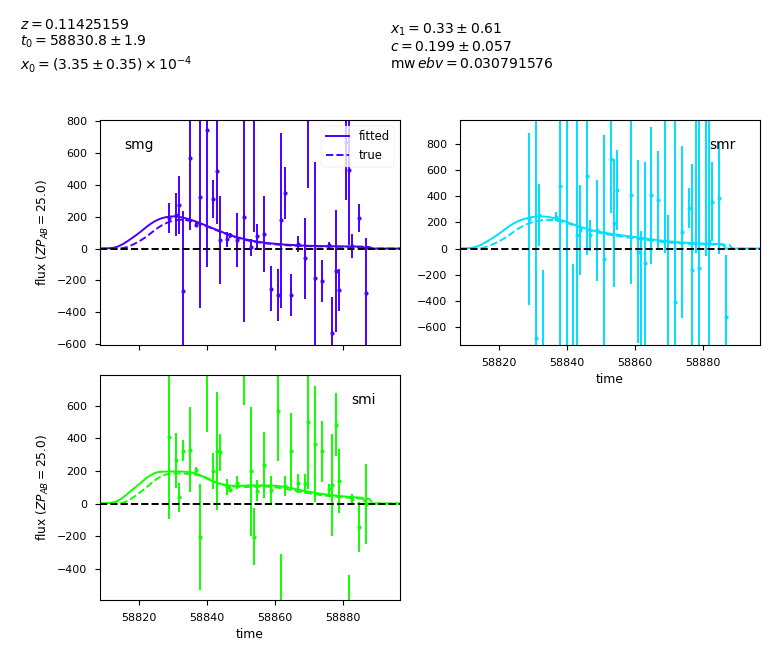 z = 0.11425159
t₀ = 58830.8 ± 1.9
x₀ = (3.35 ± 0.35) × 10⁻⁴
x₁ = 0.33 ± 0.61
c = 0.199 ± 0.057
mw ebv = 0.030791576
smg
fitted
true
800
600
400
200
0
−200
−400
−600
flux (ZP_AB = 25.0)
smr
800
600
400
200
0
−200
−400
−600
58820 58840 58860 58880
time
smi
600
400
200
0
−200
−400
flux (ZP_AB = 25.0)
58820 58840 58860 58880
time